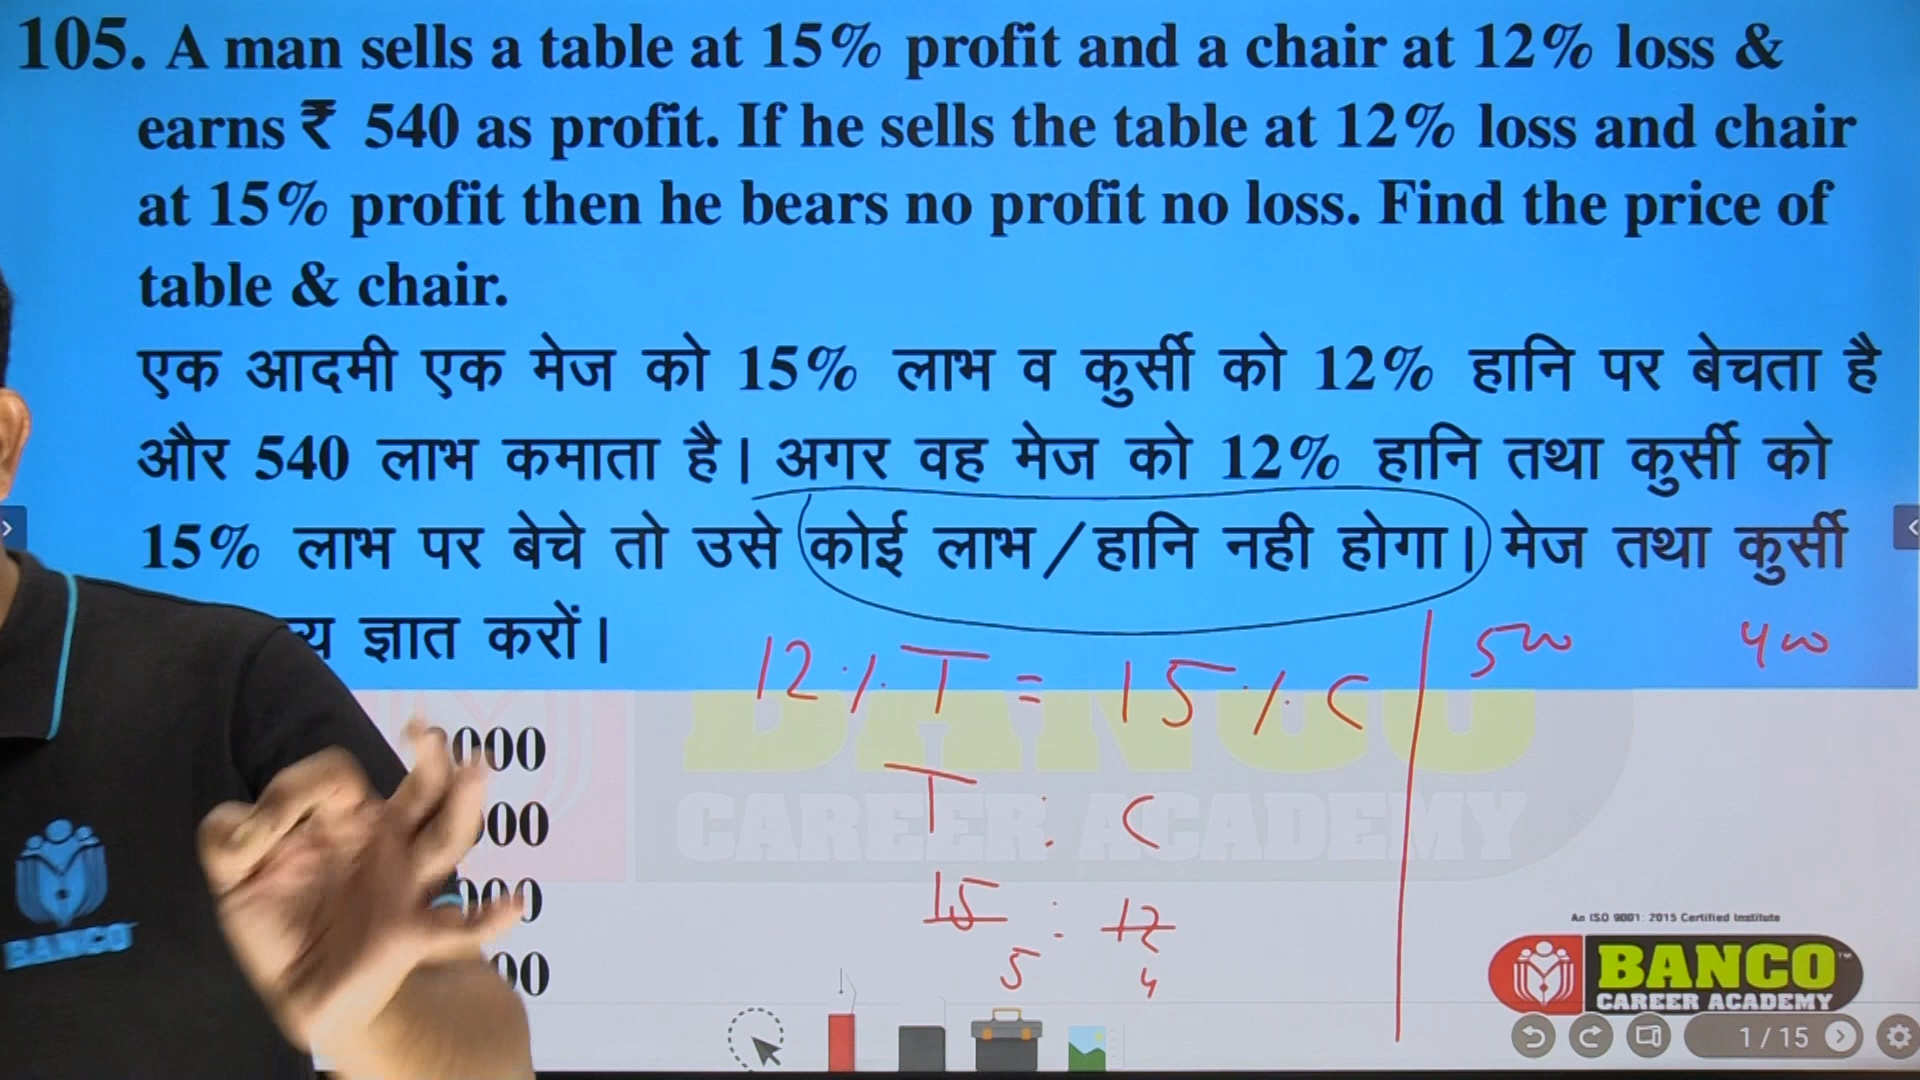 105. A man sells a table at 15% profit and a chair at 12% loss &
earns ₹ 540 as profit. If he sells the table at 12% loss and chair
at 15% profit then he bears no profit no loss. Find the price of
table & chair.
एक आदमी एक मेज को 15% लाभ व कुर्सी को 12% हानि पर बेचता है
और 540 लाभ कमाता है। अगर वह मेज को 12% हानि तथा कुर्सी को
15% लाभ पर बेचे तो उसे कोई लाभ/हानि नही होगा। मेज तथा कुर्सी
ज्ञात करों।
500 400
12% T = 15% C
T : C
15 : 12
5 4
BANCO
CAREER ACADEMY
An ISO 9001: 2015 Certified Institute
BANCO
CAREER ACADEMY
1 / 15
BANCO